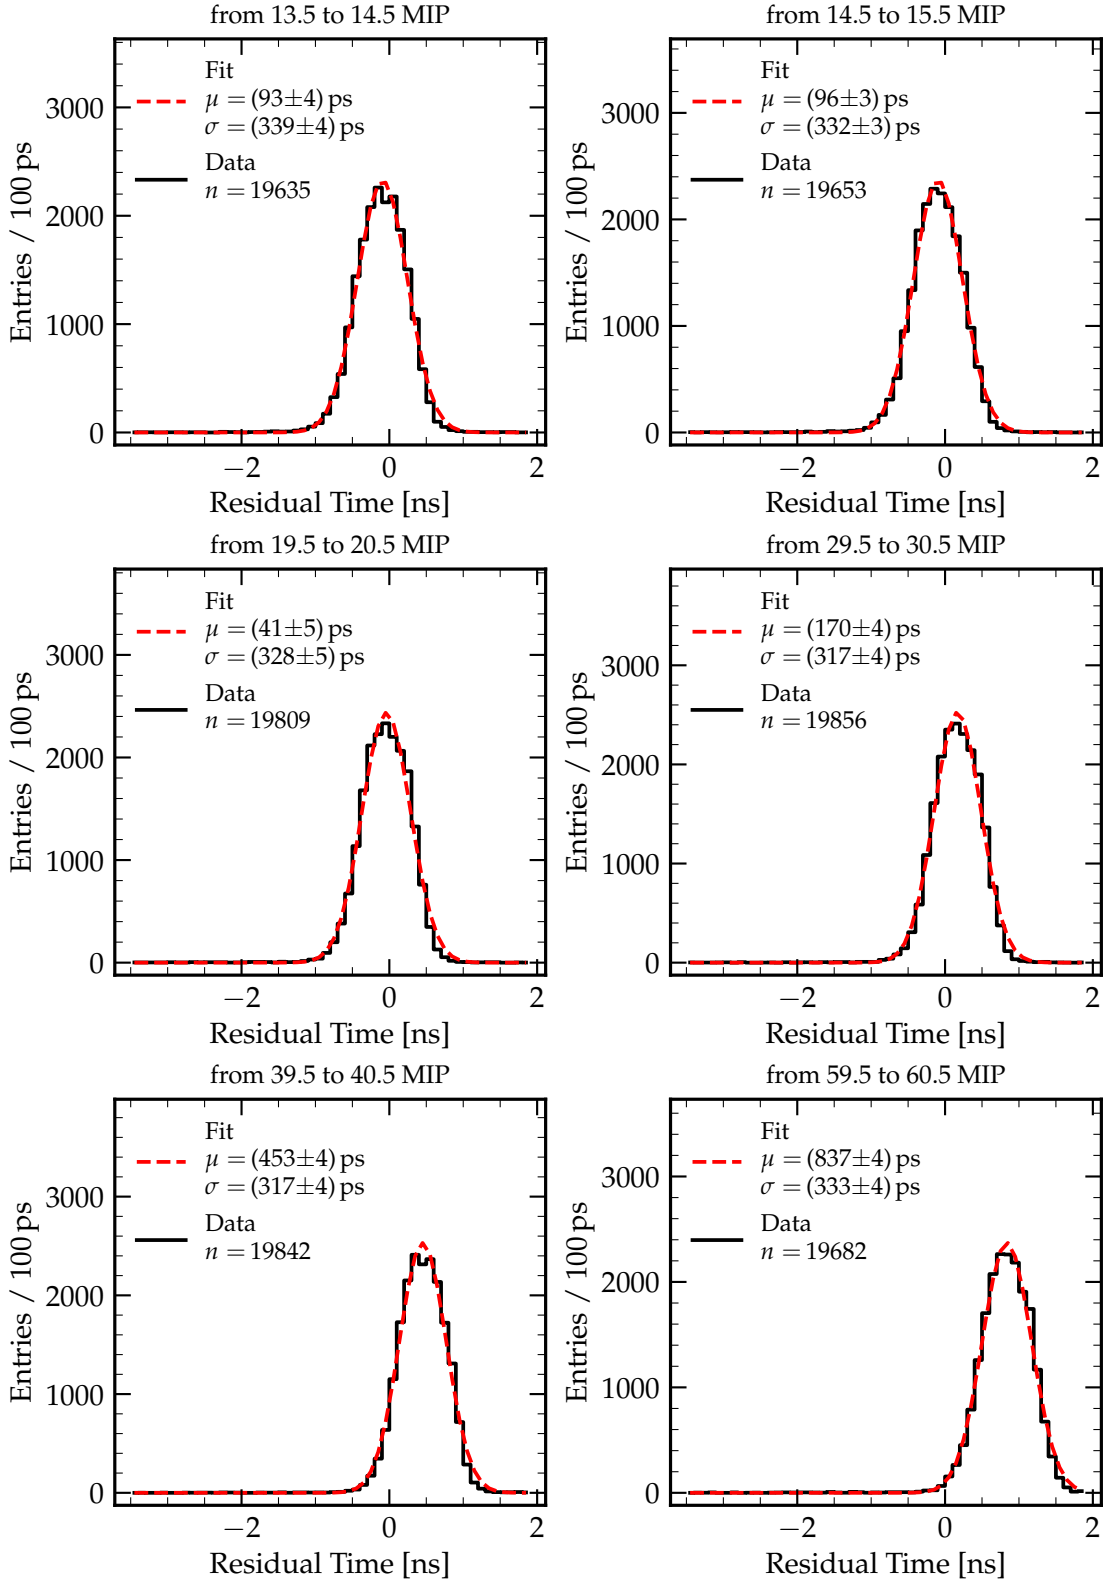 from 13.5 to 14.5 MIP
Fit
μ = (93±4) ps
σ = (339±4) ps
Data
n = 19635
3000
2000
1000
0
Entries / 100 ps
−2 0 2
Residual Time [ns]
from 14.5 to 15.5 MIP
Fit
μ = (96±3) ps
σ = (332±3) ps
Data
n = 19653
3000
2000
1000
0
Entries / 100 ps
−2 0 2
Residual Time [ns]
from 19.5 to 20.5 MIP
Fit
μ = (41±5) ps
σ = (328±5) ps
Data
n = 19809
3000
2000
1000
0
Entries / 100 ps
−2 0 2
Residual Time [ns]
from 29.5 to 30.5 MIP
Fit
μ = (170±4) ps
σ = (317±4) ps
Data
n = 19856
3000
2000
1000
0
Entries / 100 ps
−2 0 2
Residual Time [ns]
from 39.5 to 40.5 MIP
Fit
μ = (453±4) ps
σ = (317±4) ps
Data
n = 19842
3000
2000
1000
0
Entries / 100 ps
−2 0 2
Residual Time [ns]
from 59.5 to 60.5 MIP
Fit
μ = (837±4) ps
σ = (333±4) ps
Data
n = 19682
3000
2000
1000
0
Entries / 100 ps
−2 0 2
Residual Time [ns]